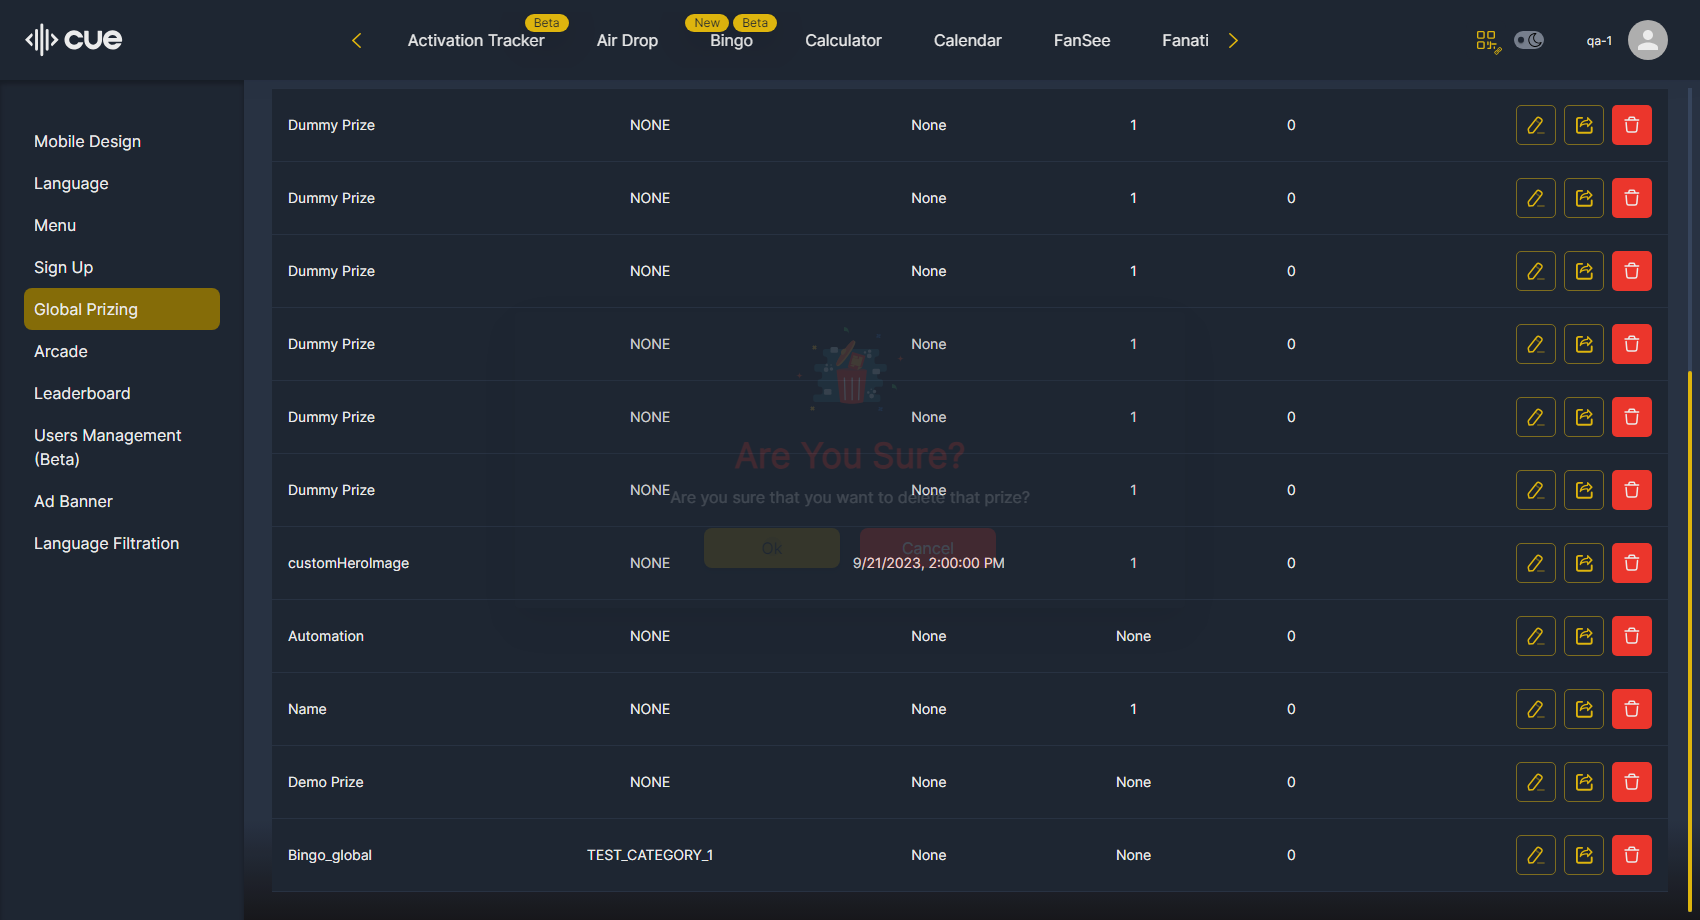 cue
Activation Tracker
Beta
Air Drop
New
Beta
Bingo
Calculator
Calendar
FanSee
Fanati
qa-1
Mobile Design
Language
Menu
Sign Up
Global Prizing
Arcade
Leaderboard
Users Management
(Beta)
Ad Banner
Language Filtration
Dummy Prize NONE None 1 0
Dummy Prize NONE None 1 0
Dummy Prize NONE None 1 0
Dummy Prize NONE None 1 0
Dummy Prize NONE None 1 0
Dummy Prize NONE None 1 0
customHeroImage NONE 9/21/2023, 2:00:00 PM 1 0
Automation NONE None None 0
Name NONE None 1 0
Demo Prize NONE None None 0
Bingo_global TEST_CATEGORY_1 None None 0
Are You Sure?
Are you sure that you want to delete that prize?
Ok
Cancel